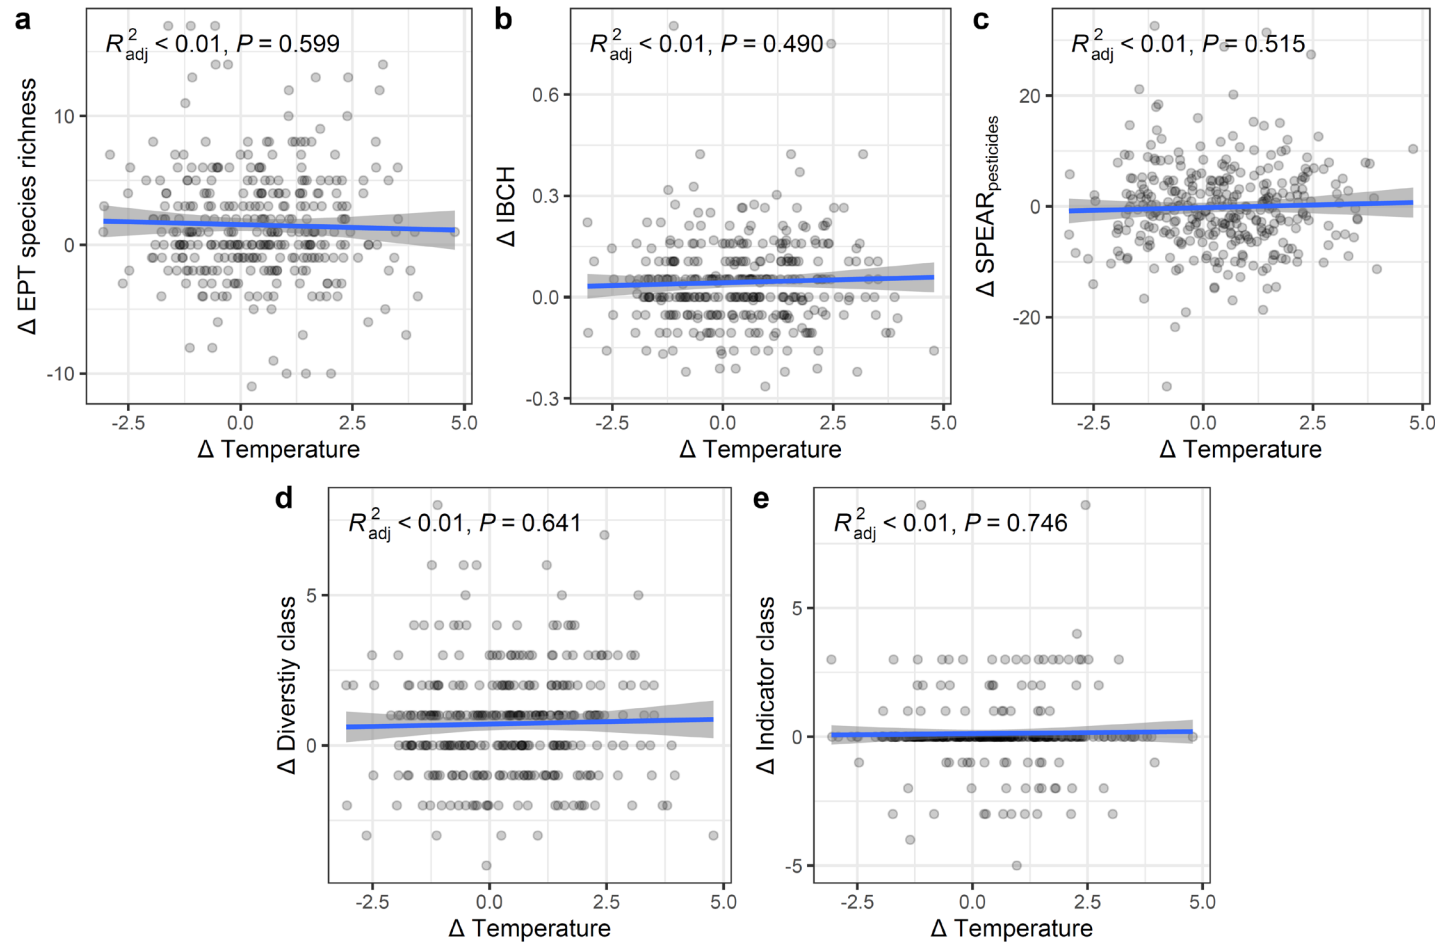 a
R²adj < 0.01, P = 0.599
Δ EPT species richness
10
0
-10
-2.5 0.0 2.5 5.0
Δ Temperature
b
R²adj < 0.01, P = 0.490
Δ IBCH
0.6
0.3
0.0
-0.3
-2.5 0.0 2.5 5.0
Δ Temperature
c
R²adj < 0.01, P = 0.515
Δ SPEARpesticides
20
0
-20
-2.5 0.0 2.5 5.0
Δ Temperature
d
R²adj < 0.01, P = 0.641
Δ Diverstiy class
5
0
-2.5 0.0 2.5 5.0
Δ Temperature
e
R²adj < 0.01, P = 0.746
Δ Indicator class
5
0
-5
-2.5 0.0 2.5 5.0
Δ Temperature